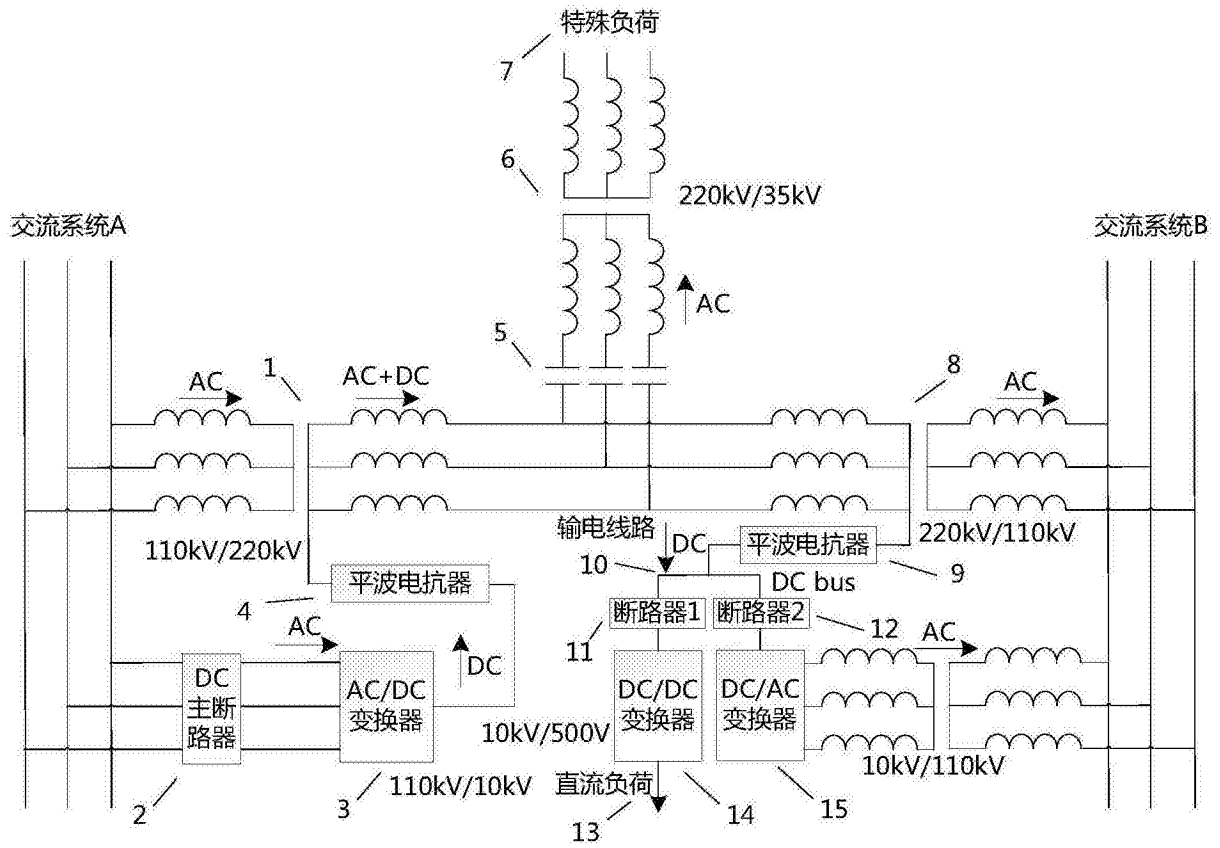 特殊负荷
7
6
220kV/35kV
交流系统A
交流系统B
AC
5
1
8
AC
AC+DC
AC
110kV/220kV
输电线路
220kV/110kV
DC
平波电抗器
10
9
平波电抗器
DC bus
4
断路器1
断路器2
12
AC
11
AC
DC
DC
主断
路器
AC/DC
变换器
DC/DC
变换器
DC/AC
变换器
10kV/500V
10kV/110kV
110kV/10kV
直流负荷
2
3
13
14
15